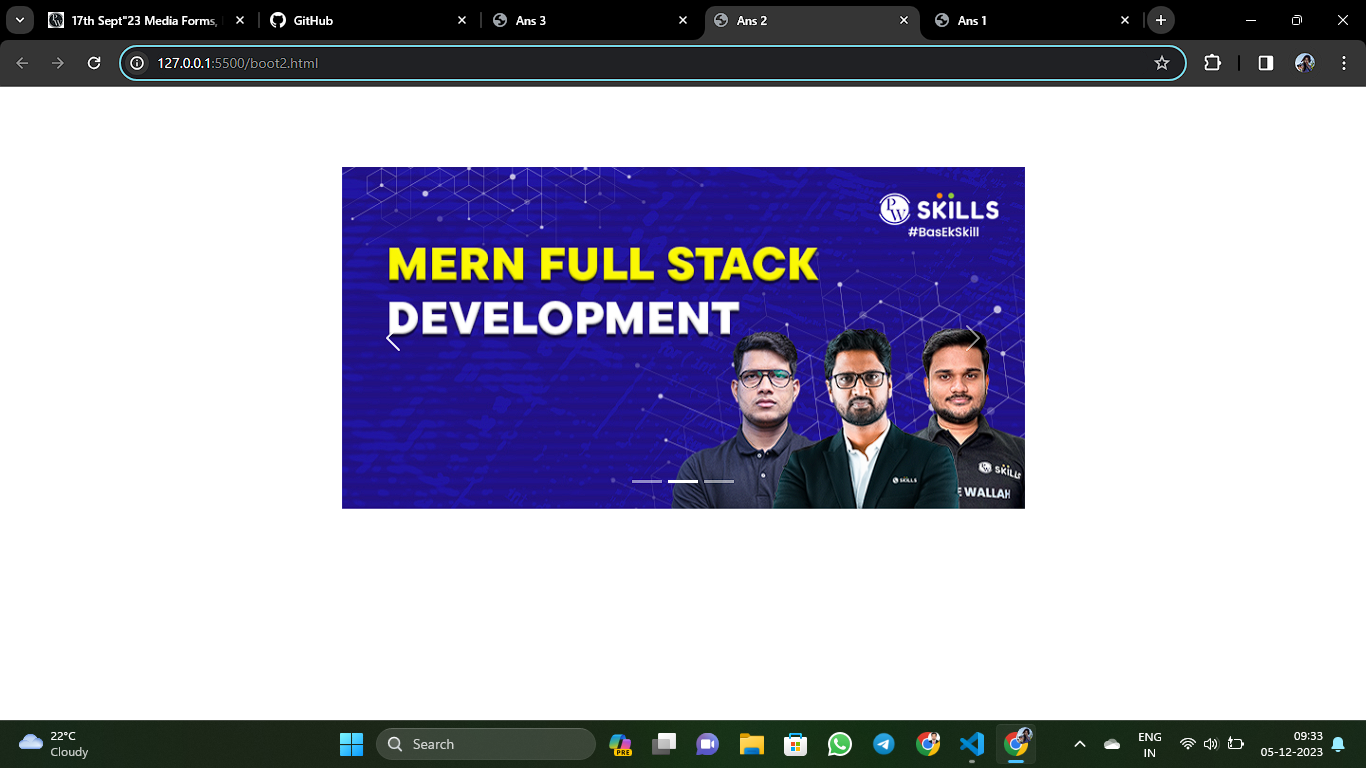 17th Sept"23 Media Forms,
GitHub
Ans 3
Ans 2
Ans 1
127.0.0.1:5500/boot2.html
PW SKILLS
#BasEkSkill
MERN FULL STACK
DEVELOPMENT
SKILLS
SKILLS
E WALLAH
22°C
Cloudy
Search
PRE
ENG
IN
09:33
05-12-2023